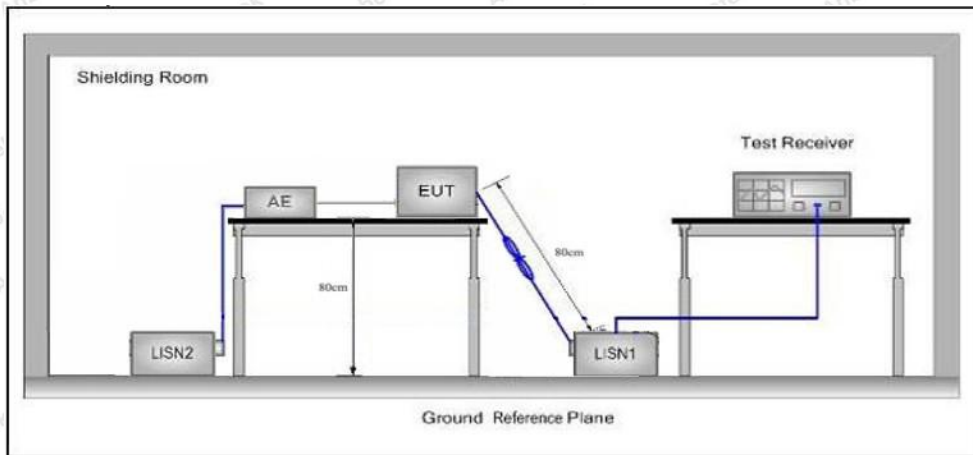 Shielding Room
Test Receiver
AE
EUT
80cm
80cm
LISN2
LISN1
Ground Reference Plane